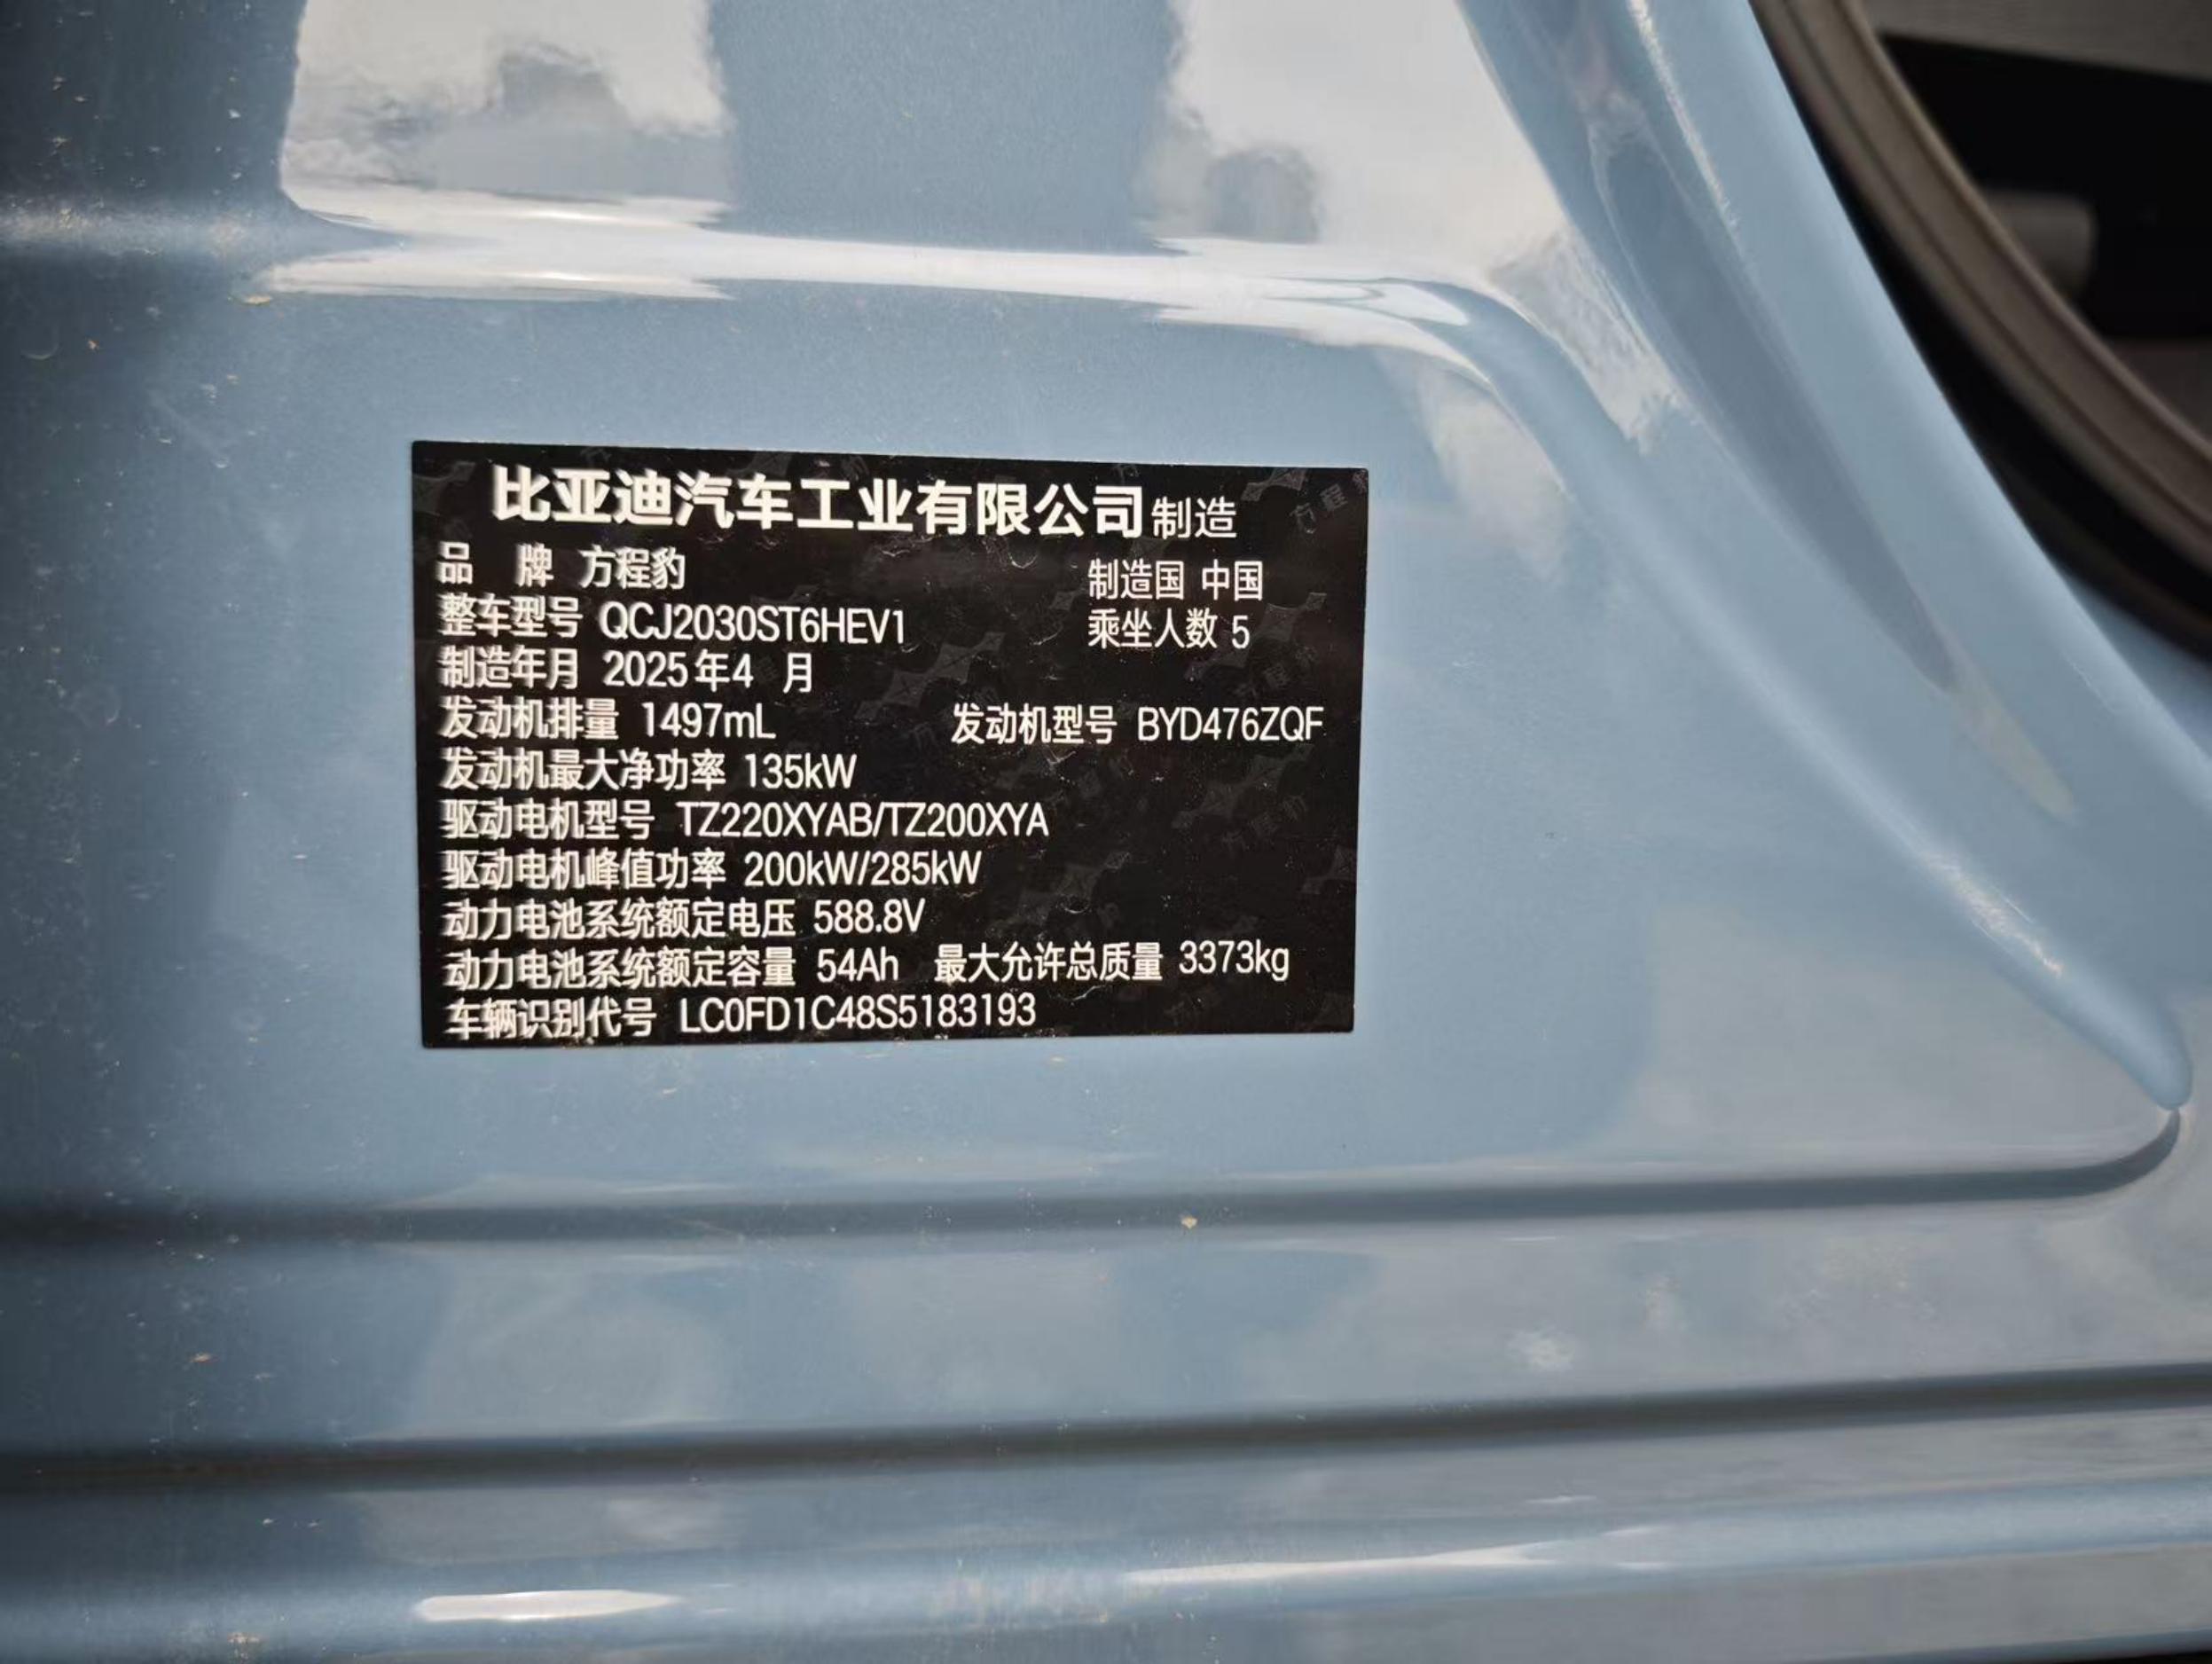 比亚迪汽车工业有限公司制造
品 牌 方程豹 制造国 中国
整车型号 QCJ2030ST6HEV1 乘坐人数 5
制造年月 2025年4 月
发动机排量 1497mL 发动机型号 BYD476ZQF
发动机最大净功率 135kW
驱动电机型号 TZ220XYAB/TZ200XYA
驱动电机峰值功率 200kW/285kW
动力电池系统额定电压 588.8V
动力电池系统额定容量 54Ah 最大允许总质量 3373kg
车辆识别代号 LC0FD1C48S5183193